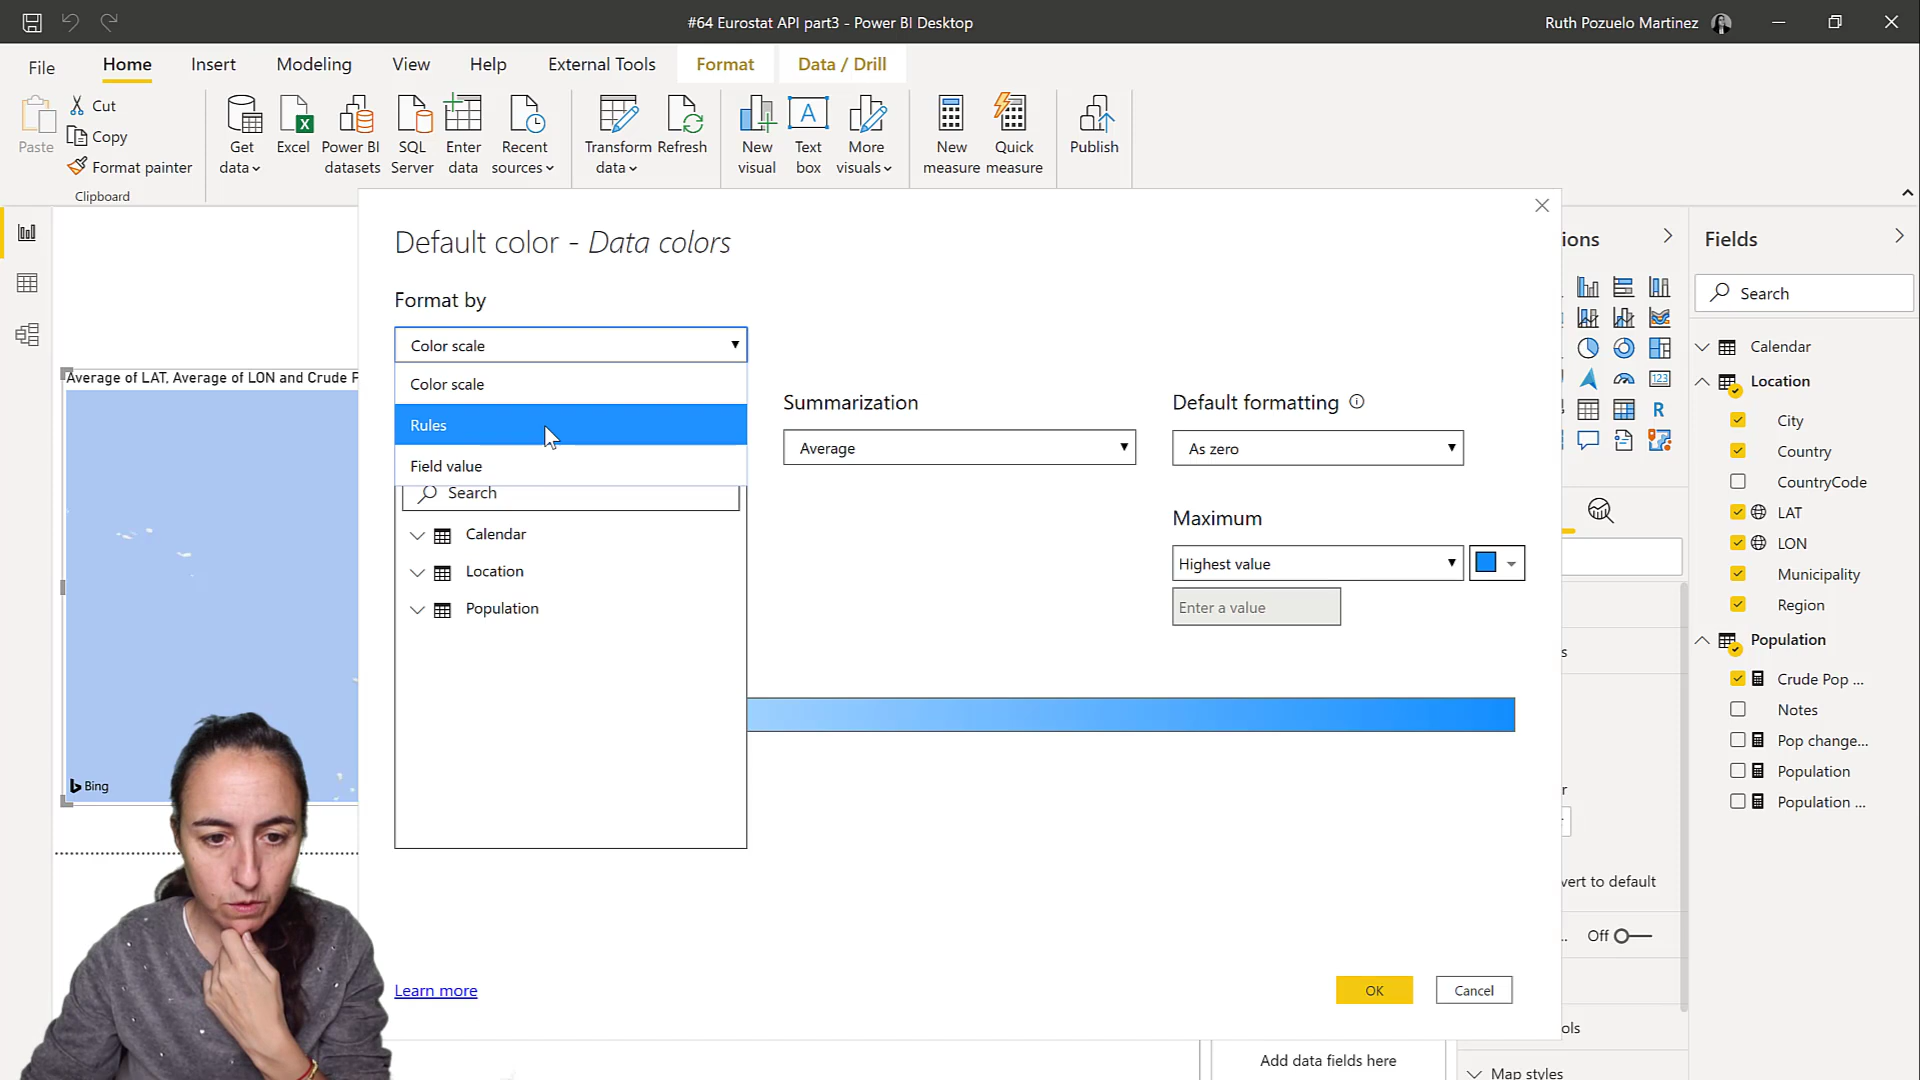 #64 Eurostat API part3 - Power BI Desktop
Ruth Pozuelo Martinez
File
Home
Insert
Modeling
View
Help
External Tools
Format
Data / Drill
Paste
Cut
Copy
Format painter
Clipboard
Get data
Excel
Power BI datasets
SQL Server
Enter data
Recent sources
Transform data
Refresh
New visual
Text box
More visuals
New measure
Quick measure
Publish
Average of LAT, Average of LON and Crude P
Bing
Default color - Data colors
Format by
Color scale
Color scale
Rules
Field value
Search
Calendar
Location
Population
Summarization
Average
Default formatting
As zero
Maximum
Highest value
Enter a value
Learn more
OK
Cancel
ions
123
R
vert to default
Off
ols
Map styles
Add data fields here
Fields
Search
Calendar
Location
City
Country
CountryCode
LAT
LON
Municipality
Region
Population
Crude Pop ...
Notes
Pop change...
Population
Population ...